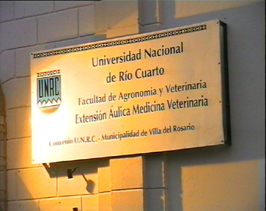 Universidad Nacional
de Río Cuarto
UNRC
Facultad de Agronomía y Veterinaria
Extensión Áulica Medicina Veterinaria
Convenio U.N.R.C. - Municipalidad de Villa del Rosario